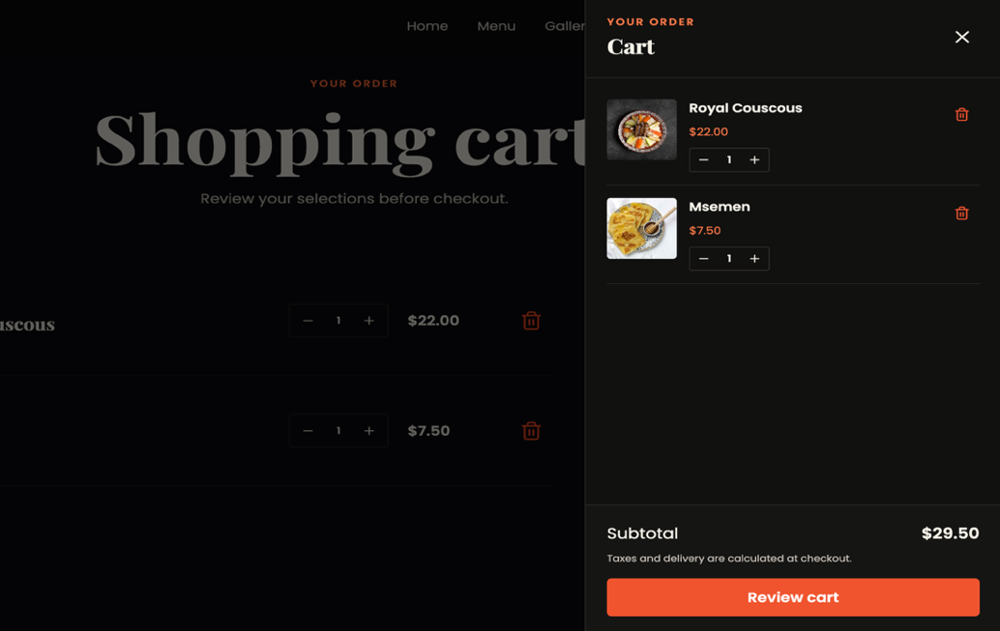 Home Menu
YOUR ORDER
Shopping cart
Review your selections before checkout.
1 $22.00
1 $7.50
YOUR ORDER
Cart
Royal Couscous
$22.00
1
Msemen
$7.50
1
Subtotal $29.50
Taxes and delivery are calculated at checkout.
Review cart